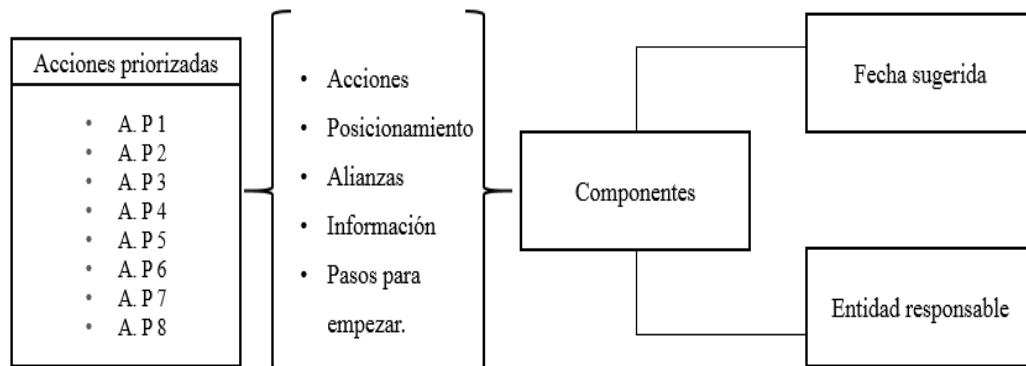 Acciones priorizadas
• A. P 1
• A. P 2
• A. P 3
• A. P 4
• A. P 5
• A. P 6
• A. P 7
• A. P 8
• Acciones
• Posicionamiento
• Alianzas
• Información
• Pasos para
empezar.
Componentes
Fecha sugerida
Entidad responsable